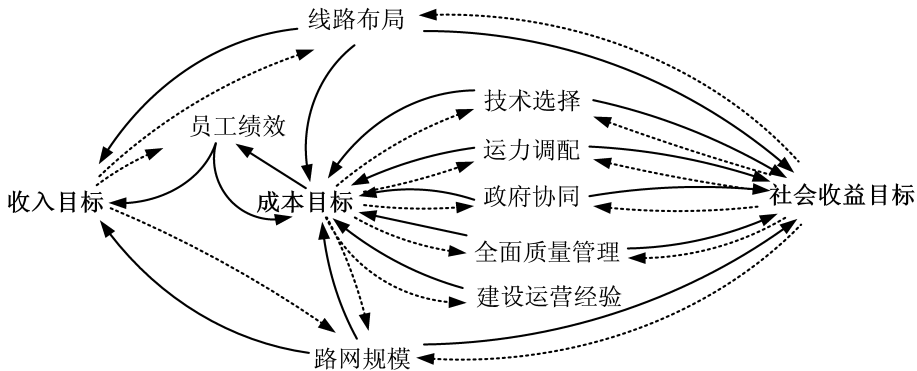 线路布局
技术选择
员工绩效
运力调配
政府协同
收入目标
成本目标
社会收益目标
全面质量管理
建设运营经验
路网规模